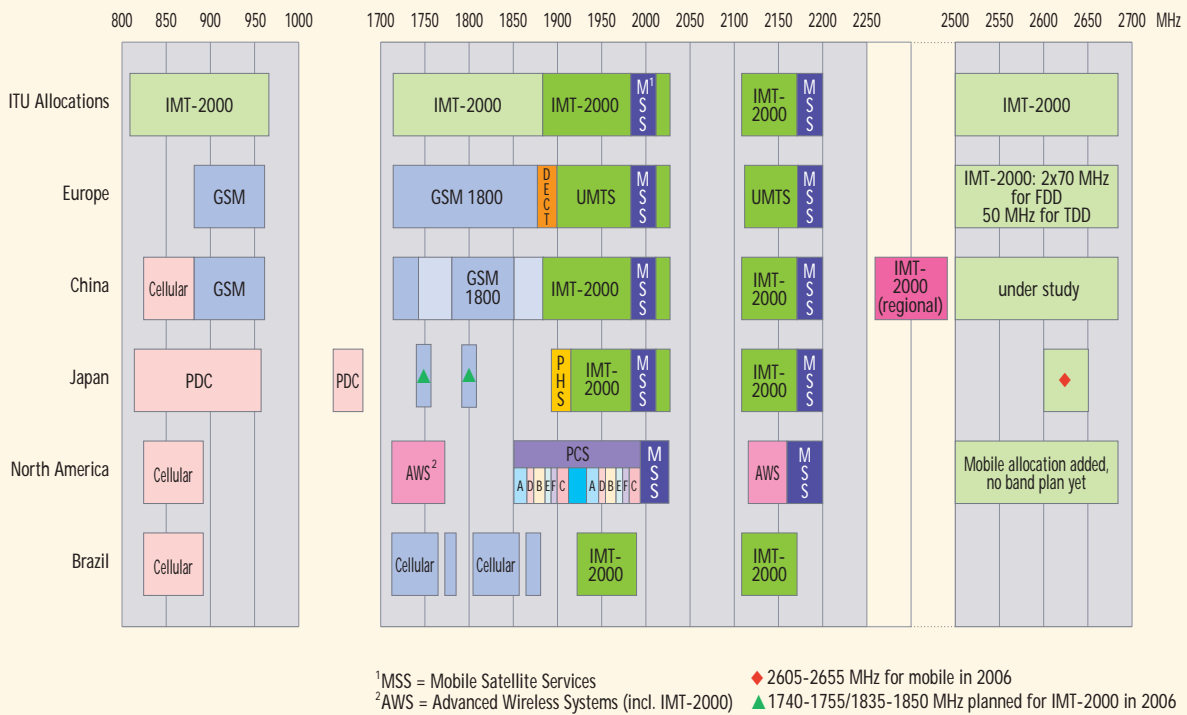 800 850 900 950 1000 1700 1750 1800 1850 1900 1950 2000 2050 2100 2150 2200 2250 2500 2550 2600 2650 2700 MHz
ITU Allocations
IMT-2000
IMT-2000
IMT-2000
M¹
S
S
IMT-
2000
M
S
S
IMT-2000
Europe
GSM
GSM 1800
D
E
C
T
UMTS
M
S
S
UMTS
M
S
S
IMT-2000: 2x70 MHz
for FDD
50 MHz for TDD
China
Cellular
GSM
GSM
1800
IMT-2000
M
S
S
IMT-
2000
M
S
S
IMT-
2000
(regional)
under study
Japan
PDC
PDC
P
H
S
IMT-
2000
M
S
S
IMT-
2000
M
S
S
North America
Cellular
AWS²
PCS
A D B E F C A D B E F C
M
S
S
AWS
M
S
S
Mobile allocation added,
no band plan yet
Brazil
Cellular
Cellular
Cellular
IMT-
2000
IMT-
2000
¹MSS = Mobile Satellite Services
²AWS = Advanced Wireless Systems (incl. IMT-2000)
2605-2655 MHz for mobile in 2006
1740-1755/1835-1850 MHz planned for IMT-2000 in 2006